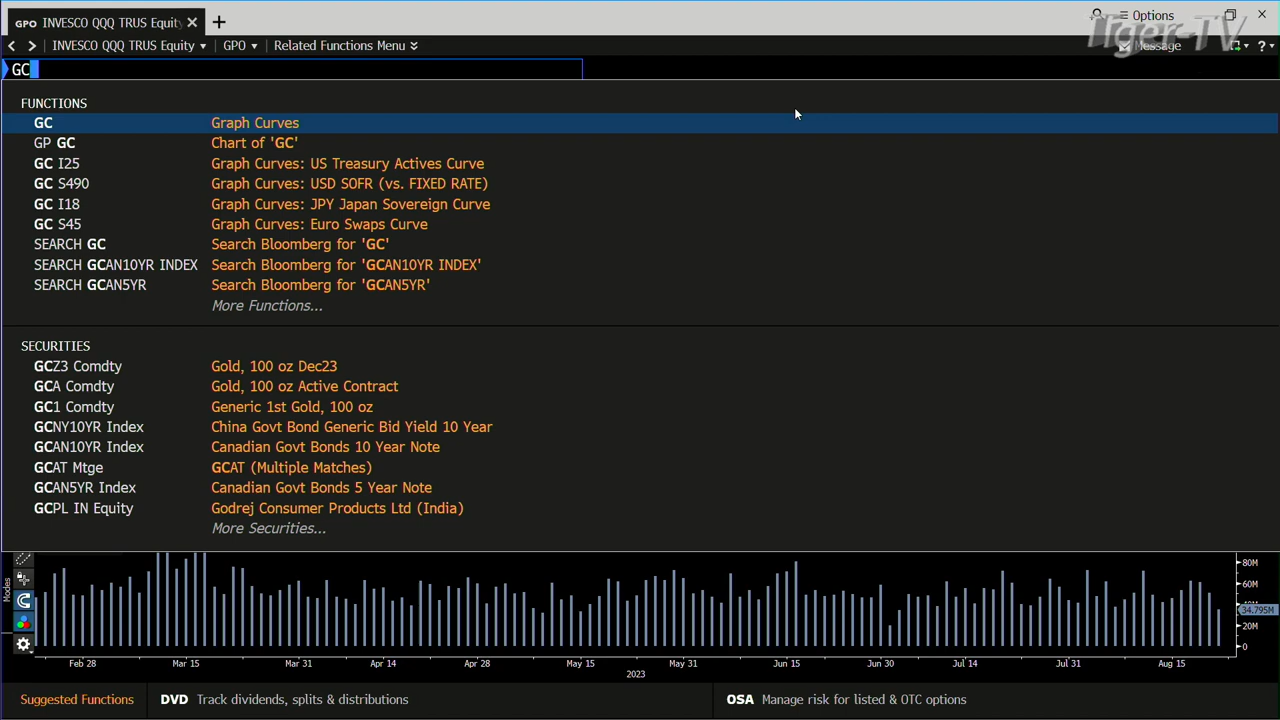 GPO INVESCO QQQ TRUS Equity × +
Options
INVESCO QQQ TRUS Equity GPO Related Functions Menu
Message
Tiger-TV
GC
FUNCTIONS
GC Graph Curves
GP GC Chart of 'GC'
GC I25 Graph Curves: US Treasury Actives Curve
GC S490 Graph Curves: USD SOFR (vs. FIXED RATE)
GC I18 Graph Curves: JPY Japan Sovereign Curve
GC S45 Graph Curves: Euro Swaps Curve
SEARCH GC Search Bloomberg for 'GC'
SEARCH GCAN10YR INDEX Search Bloomberg for 'GCAN10YR INDEX'
SEARCH GCAN5YR Search Bloomberg for 'GCAN5YR'
More Functions...
SECURITIES
GCZ3 Comdty Gold, 100 oz Dec23
GCA Comdty Gold, 100 oz Active Contract
GC1 Comdty Generic 1st Gold, 100 oz
GCNY10YR Index China Govt Bond Generic Bid Yield 10 Year
GCAN10YR Index Canadian Govt Bonds 10 Year Note
GCAT Mtge GCAT (Multiple Matches)
GCAN5YR Index Canadian Govt Bonds 5 Year Note
GCPL IN Equity Godrej Consumer Products Ltd (India)
More Securities...
Modes
80M
60M
34.795M
20M
0
Feb 28 Mar 15 Mar 31 Apr 14 Apr 28 May 15 May 31 Jun 15 Jun 30 Jul 14 Jul 31 Aug 15
2023
Suggested Functions DVD Track dividends, splits & distributions OSA Manage risk for listed & OTC options